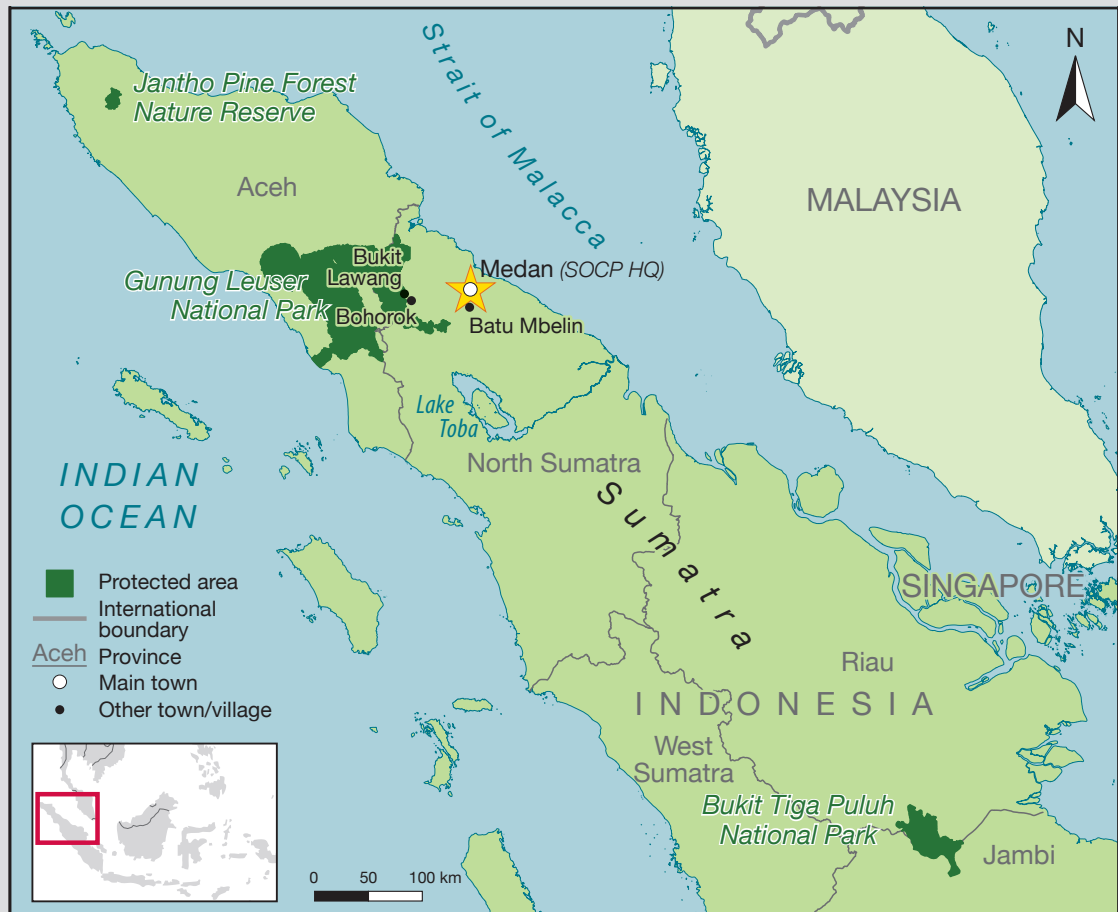 N
Jantho Pine Forest
Nature Reserve
Strait of Malacca
Aceh
MALAYSIA
Bukit
Lawang
Medan (SOCP HQ)
Gunung Leuser
National Park
Bohorok
Batu Mbelin
Lake
Toba
North Sumatra
INDIAN
OCEAN
Sumatra
Protected area
SINGAPORE
International
boundary
Aceh Province
Riau
Main town
INDONESIA
Other town/village
West
Sumatra
Bukit Tiga Puluh
National Park
Jambi
0 50 100 km